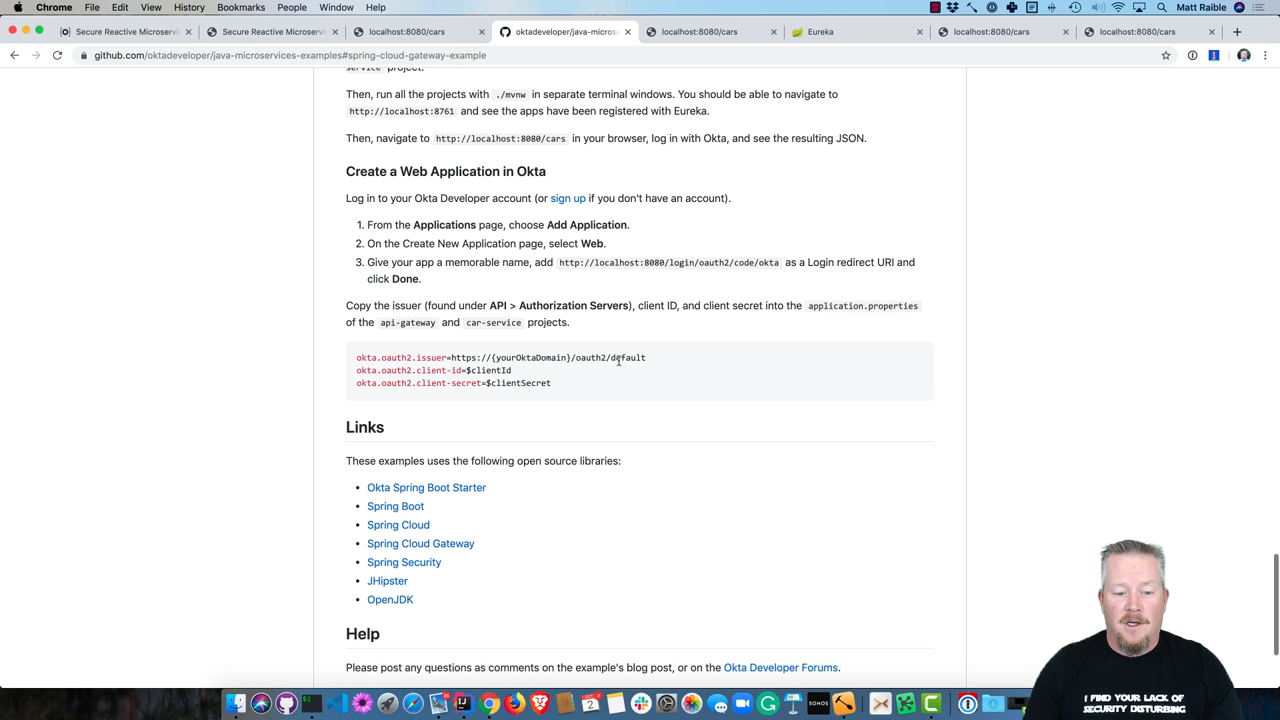 Chrome File Edit View History Bookmarks People Window Help Matt Raible
Secure Reactive Microserv × Secure Reactive Microserv × localhost:8080/cars × oktadeveloper/java-micros × localhost:8080/cars × Eureka × localhost:8080/cars × localhost:8080/cars × +
github.com/oktadeveloper/java-microservices-examples#spring-cloud-gateway-example
service project.
Then, run all the projects with ./mvnw in separate terminal windows. You should be able to navigate to
http://localhost:8761 and see the apps have been registered with Eureka.
Then, navigate to http://localhost:8080/cars in your browser, log in with Okta, and see the resulting JSON.
Create a Web Application in Okta
Log in to your Okta Developer account (or sign up if you don't have an account).
1. From the Applications page, choose Add Application.
2. On the Create New Application page, select Web.
3. Give your app a memorable name, add http://localhost:8080/login/oauth2/code/okta as a Login redirect URI and
click Done.
Copy the issuer (found under API > Authorization Servers), client ID, and client secret into the application.properties
of the api-gateway and car-service projects.
okta.oauth2.issuer=https://{yourOktaDomain}/oauth2/default
okta.oauth2.client-id=$clientId
okta.oauth2.client-secret=$clientSecret
Links
These examples uses the following open source libraries:
• Okta Spring Boot Starter
• Spring Boot
• Spring Cloud
• Spring Cloud Gateway
• Spring Security
• JHipster
• OpenJDK
Help
Please post any questions as comments on the example's blog post, or on the Okta Developer Forums.
I FIND YOUR LACK OF
SECURITY DISTURBING
SONOS